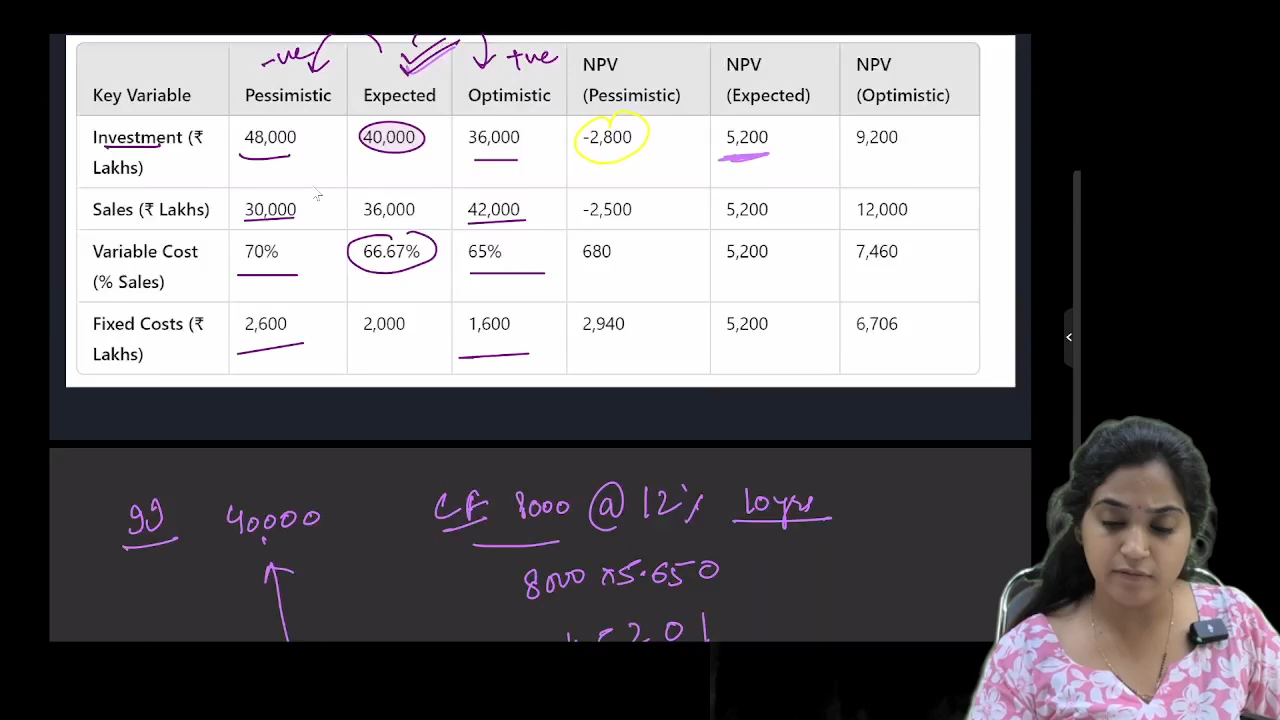 -ve +ve
Key Variable Pessimistic Expected Optimistic NPV (Pessimistic) NPV (Expected) NPV (Optimistic)
Investment (₹ Lakhs) 48,000 40,000 36,000 -2,800 5,200 9,200
Sales (₹ Lakhs) 30,000 36,000 42,000 -2,500 5,200 12,000
Variable Cost (% Sales) 70% 66.67% 65% 680 5,200 7,460
Fixed Costs (₹ Lakhs) 2,600 2,000 1,600 2,940 5,200 6,706
40000 CF 8000 @ 12% 10yrs
8000 x5.650